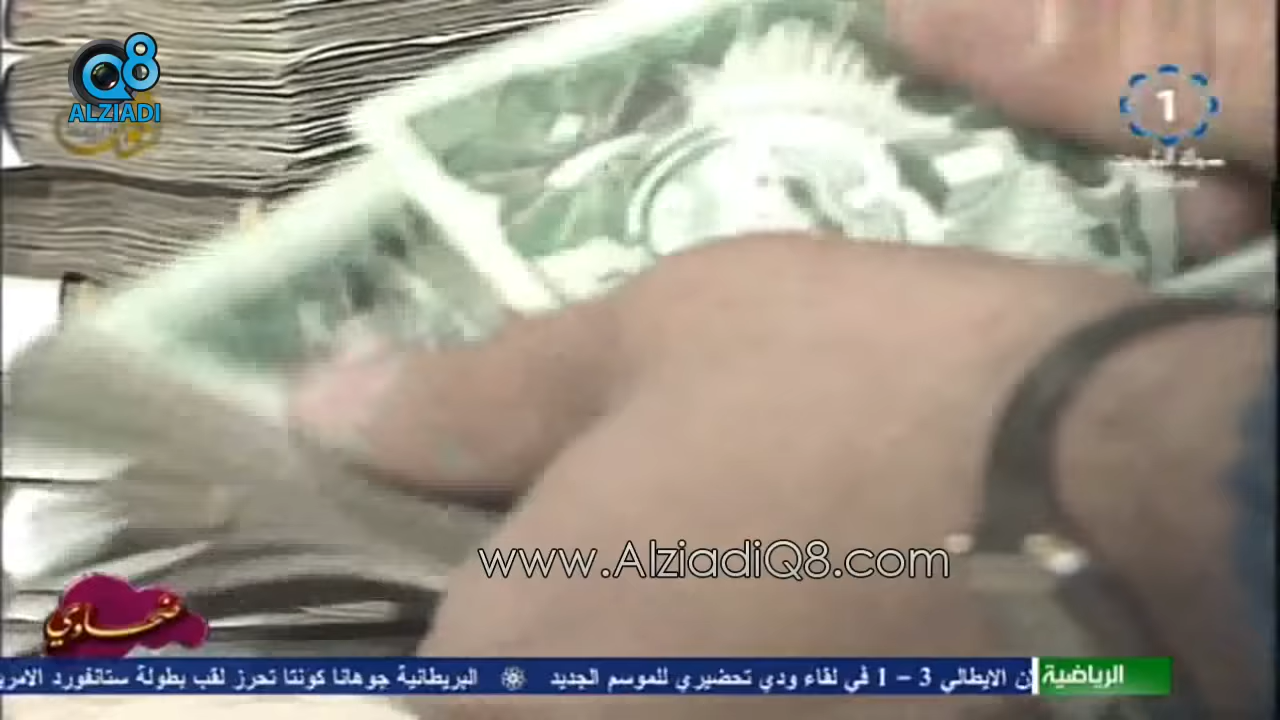 Q8
ALZIADI
1
www.AlziadiQ8.com
ضحاوي
الرياضية
ن الايطالي 3 – 1 في لقاء ودي تحضيري للموسم الجديد
البريطانية جوهانا كونتا تحرز لقب بطولة ستانفورد الامري